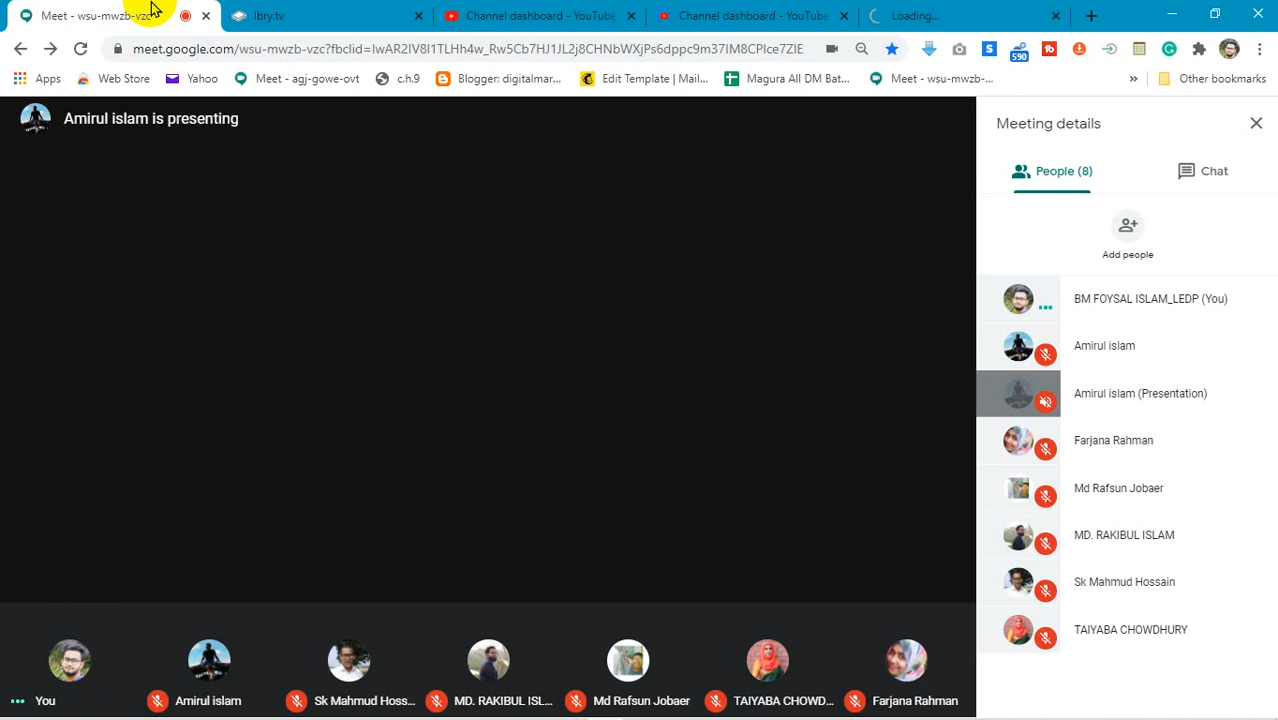 Meet - wsu-mwzb-vzc
lbry.tv
Channel dashboard - YouTube
Channel dashboard - YouTube
Loading...
meet.google.com/wsu-mwzb-vzc?fbclid=IwAR2IV8I1TLHh4w_Rw5Cb7HJ1JL2j8CHNbWXjPs6dppc9m37IM8CPIce7ZIE
590
Apps
Web Store
Yahoo
Meet - agj-gowe-ovt
c.h.9
Blogger: digitalmar...
Edit Template | Mail...
Magura All DM Bat...
Meet - wsu-mwzb-...
»
Other bookmarks
Amirul islam is presenting
Meeting details
People (8)
Chat
Add people
BM FOYSAL ISLAM_LEDP (You)
Amirul islam
Amirul islam (Presentation)
Farjana Rahman
Md Rafsun Jobaer
MD. RAKIBUL ISLAM
Sk Mahmud Hossain
TAIYABA CHOWDHURY
You
Amirul islam
Sk Mahmud Hoss...
MD. RAKIBUL ISL...
Md Rafsun Jobaer
TAIYABA CHOWD...
Farjana Rahman